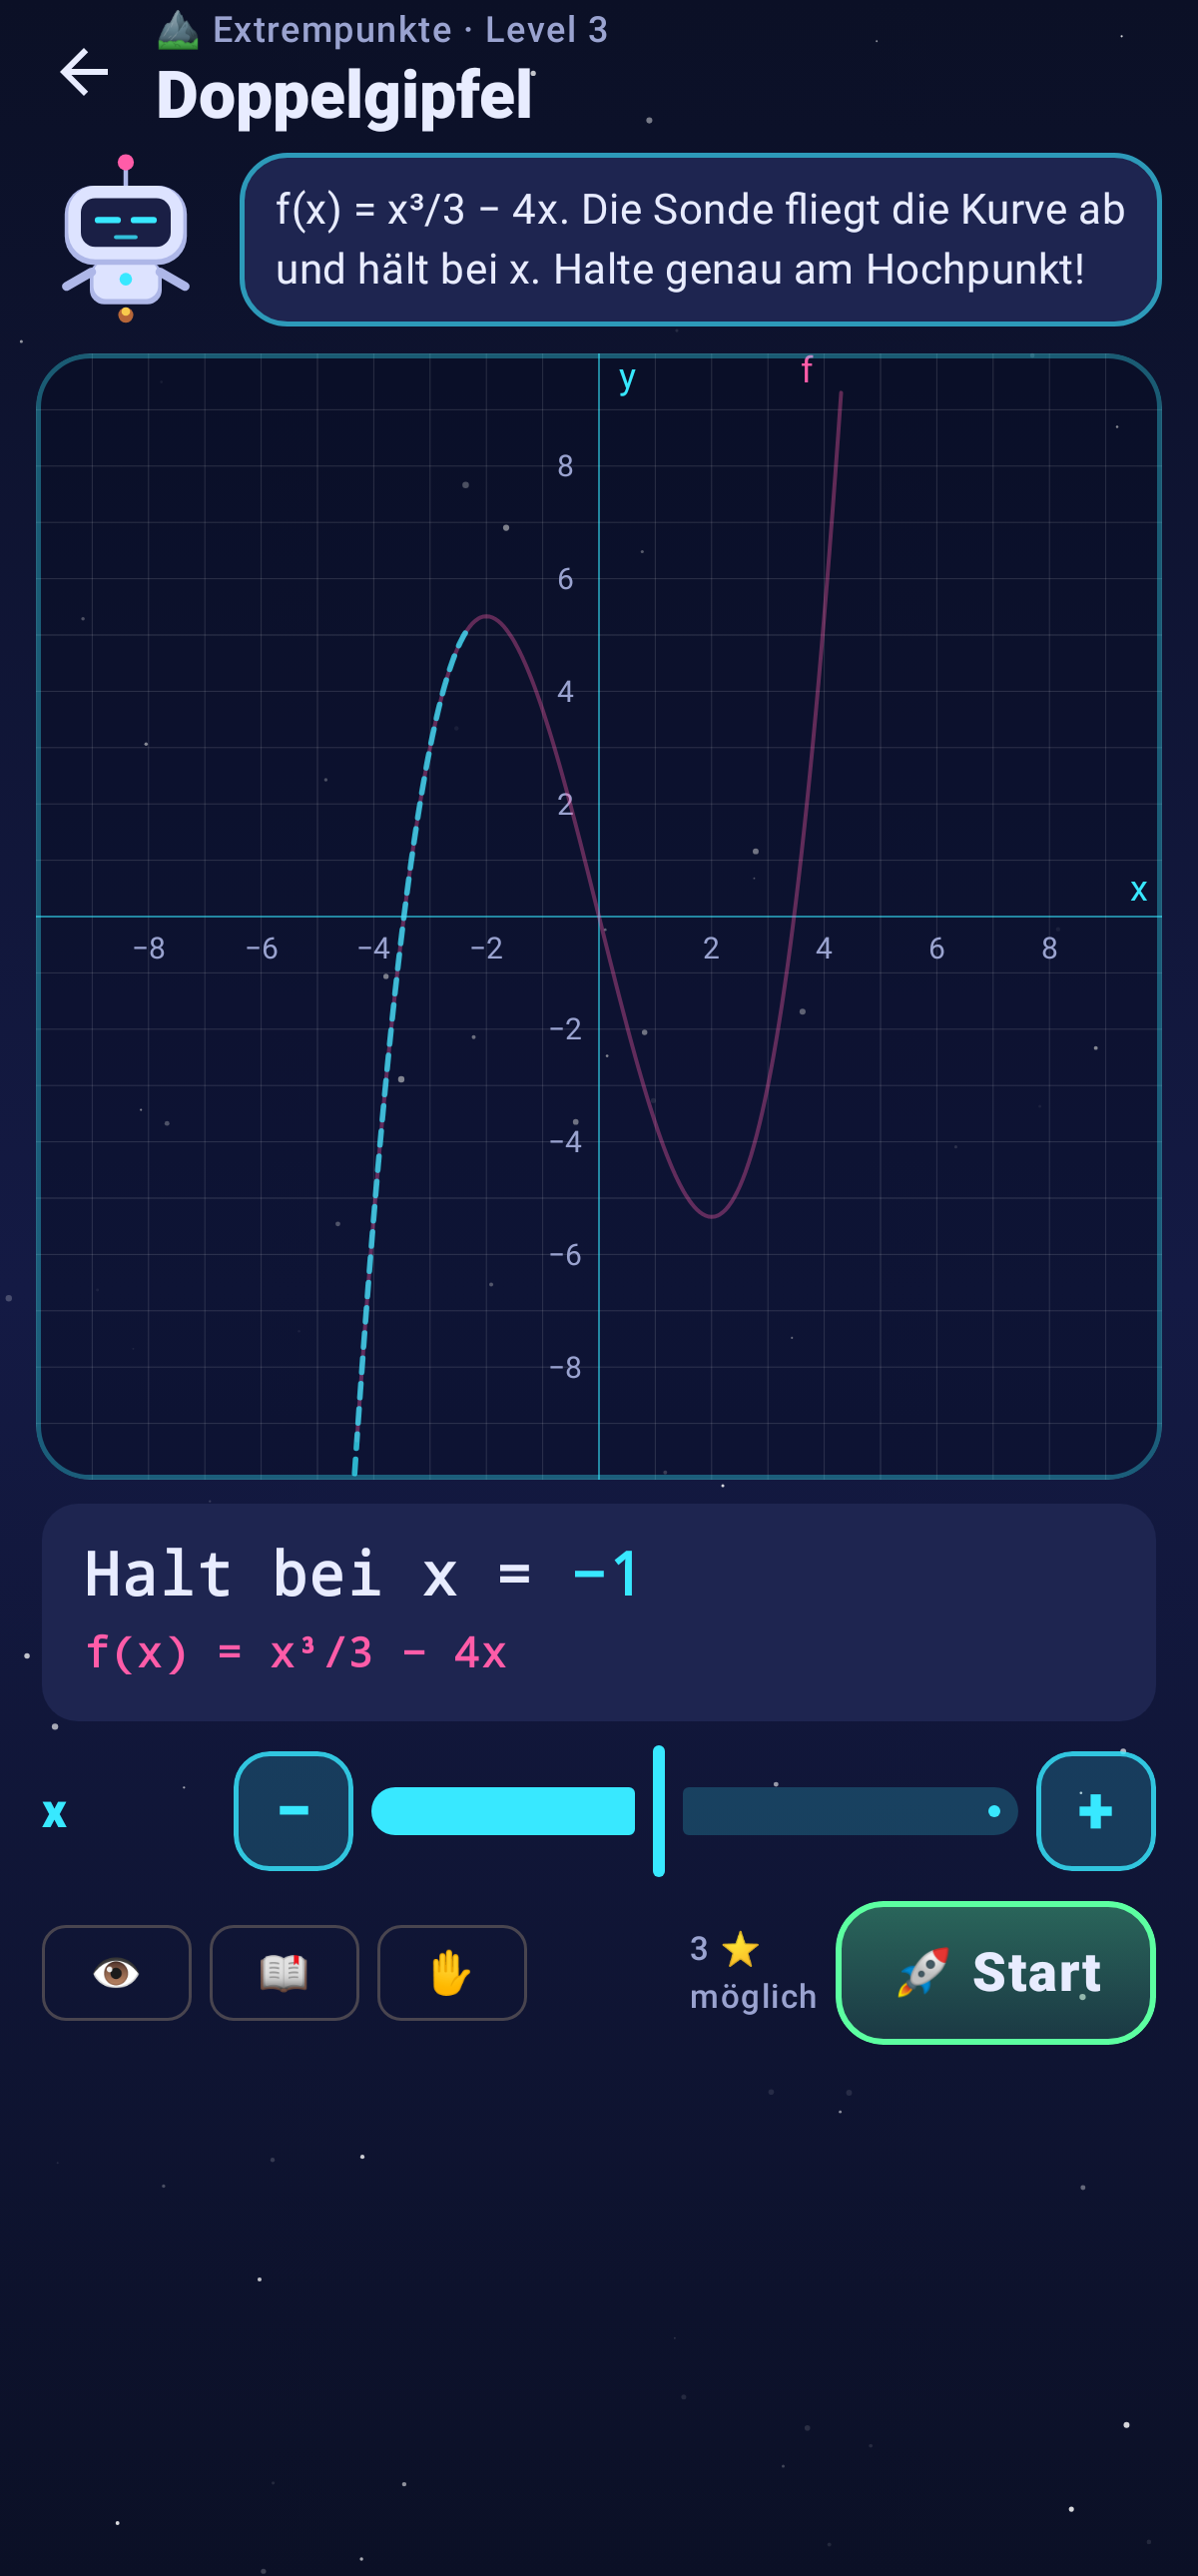 Extrempunkte · Level 3
Doppelgipfel
f(x) = x³/3 − 4x. Die Sonde fliegt die Kurve ab
und hält bei x. Halte genau am Hochpunkt!
y
f
8
6
4
2
x
−8
−6
−4
−2
2
4
6
8
−2
−4
−6
−8
Halt bei x = −1
f(x) = x³/3 − 4x
x
−
+
3 ⭐
möglich
🚀 Start